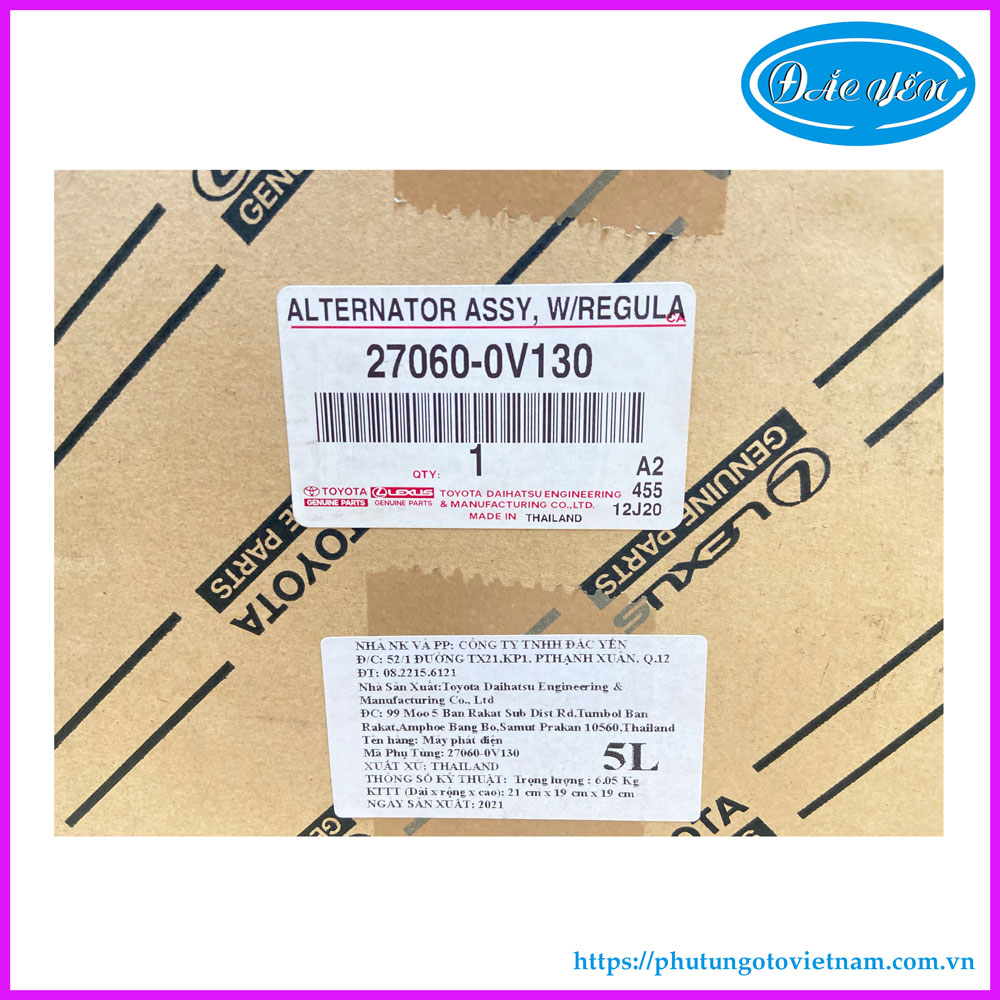 ĐẮC YẾN
GENUINE
ALTERNATOR ASSY, W/REGULA
CA
27060-0V130
QTY: 1
A2
TOYOTA LEXUS TOYOTA DAIHATSU ENGINEERING 455
GENUINE PARTS GENUINE PARTS & MANUFACTURING CO.,LTD. 12J20
MADE IN THAILAND
TOYOTA
GENUINE PARTS
LEXUS
GENUINE PARTS
NHÀ NK VÀ PP: CÔNG TY TNHH ĐẮC YẾN
Đ/C: 52/1 ĐƯỜNG TX21,KP1, P.THẠNH XUÂN, Q.12
ĐT: 08.2215.6121
Nhà Sản Xuất:Toyota Daihatsu Engineering &
Manufacturing Co., Ltd
ĐC: 99 Moo 5 Ban Rakat Sub Dist Rd,Tumbol Ban
Rakat,Amphoe Bang Bo,Samut Prakan 10560,Thailand
Tên hàng: Máy phát điện
Mã Phụ Tùng: 27060-0V130
XUẤT XỨ: THAILAND
5L
THÔNG SỐ KỸ THUẬT: Trọng lượng : 6.05 Kg
KTTT (Dài x rộng x cao): 21 cm x 19 cm x 19 cm
NGÀY SẢN XUẤT: 2021
OTA
https://phutungotovietnam.com.vn